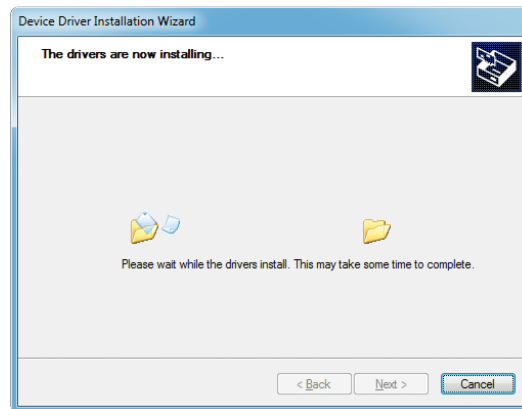 Device Driver Installation Wizard
The drivers are now installing...
Please wait while the drivers install. This may take some time to complete.
< Back
Next >
Cancel